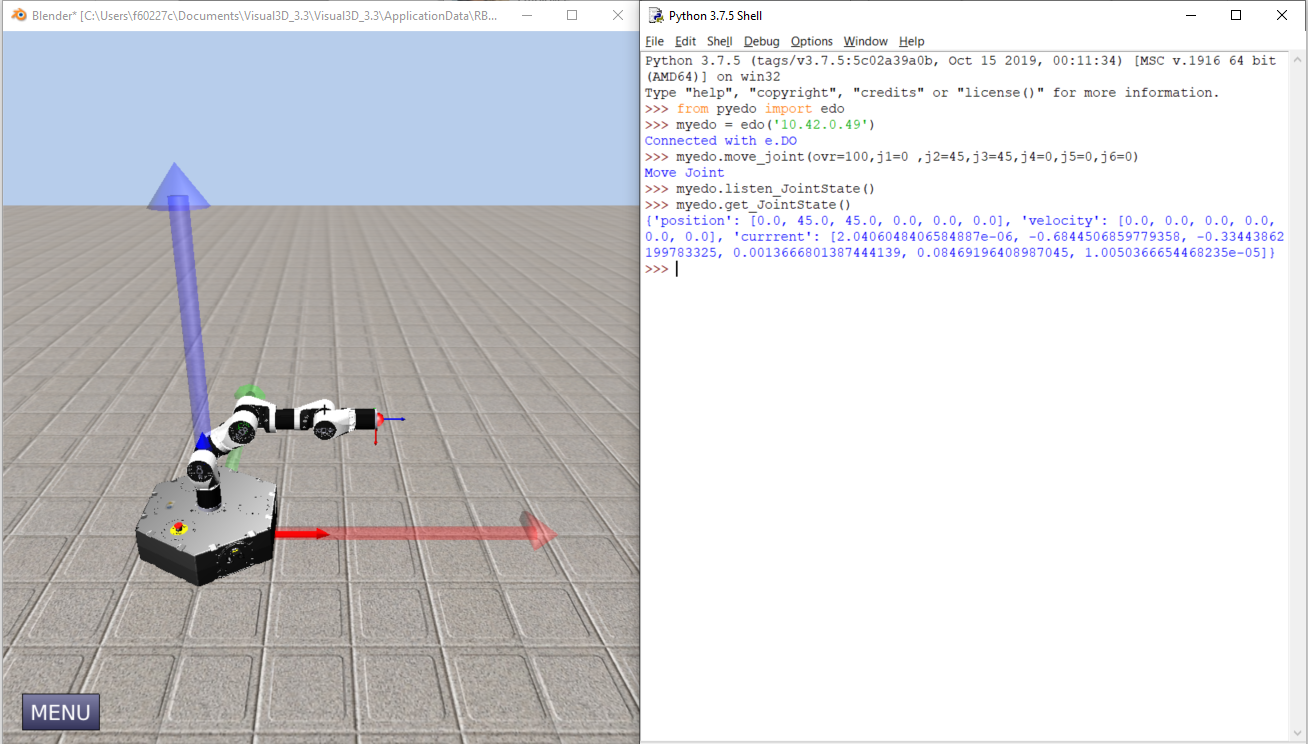 Blender* [C:\Users\f60227c\Documents\Visual3D_3.3\Visual3D_3.3\ApplicationData\RB...
MENU
Python 3.7.5 Shell
File Edit Shell Debug Options Window Help
Python 3.7.5 (tags/v3.7.5:5c02a39a0b, Oct 15 2019, 00:11:34) [MSC v.1916 64 bit
(AMD64)] on win32
Type "help", "copyright", "credits" or "license()" for more information.
>>> from pyedo import edo
>>> myedo = edo('10.42.0.49')
Connected with e.DO
>>> myedo.move_joint(ovr=100,j1=0 ,j2=45,j3=45,j4=0,j5=0,j6=0)
Move Joint
>>> myedo.listen_JointState()
>>> myedo.get_JointState()
{'position': [0.0, 45.0, 45.0, 0.0, 0.0, 0.0], 'velocity': [0.0, 0.0, 0.0, 0.0,
0.0, 0.0], 'currrent': [2.0406048406584887e-06, -0.6844506859779358, -0.33443862
199783325, 0.0013666801387444139, 0.08469196408987045, 1.0050366654468235e-05]}
>>>